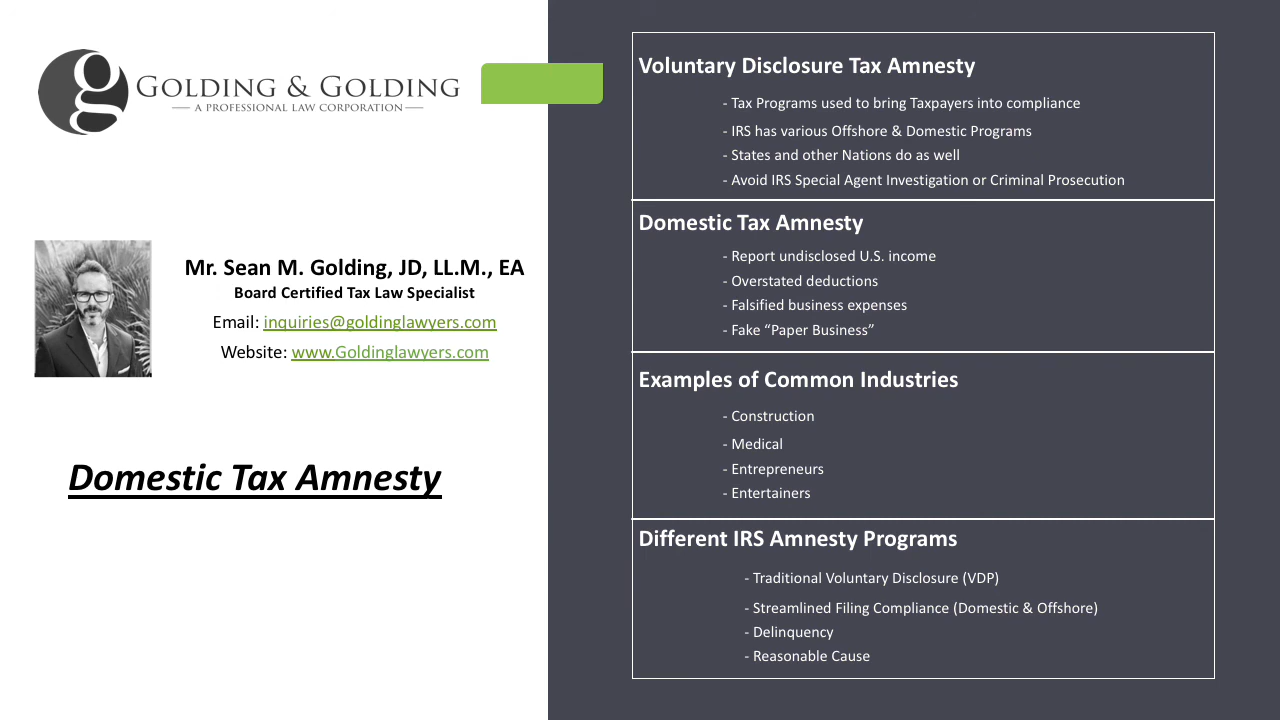 g
GOLDING & GOLDING
A PROFESSIONAL LAW CORPORATION
Mr. Sean M. Golding, JD, LL.M., EA
Board Certified Tax Law Specialist
Email: inquiries@goldinglawyers.com
Website: www.Goldinglawyers.com
Domestic Tax Amnesty
Voluntary Disclosure Tax Amnesty
- Tax Programs used to bring Taxpayers into compliance
- IRS has various Offshore & Domestic Programs
- States and other Nations do as well
- Avoid IRS Special Agent Investigation or Criminal Prosecution
Domestic Tax Amnesty
- Report undisclosed U.S. income
- Overstated deductions
- Falsified business expenses
- Fake “Paper Business”
Examples of Common Industries
- Construction
- Medical
- Entrepreneurs
- Entertainers
Different IRS Amnesty Programs
- Traditional Voluntary Disclosure (VDP)
- Streamlined Filing Compliance (Domestic & Offshore)
- Delinquency
- Reasonable Cause